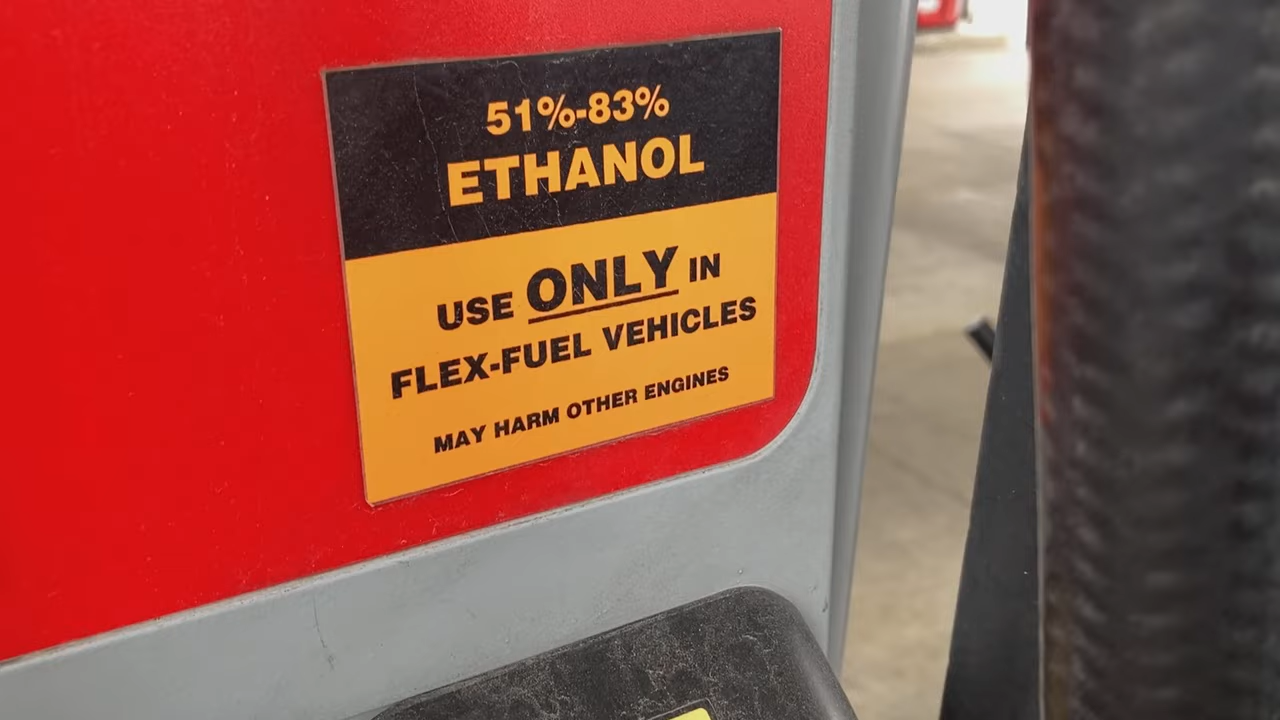 51%-83%
ETHANOL
USE ONLY IN
FLEX-FUEL VEHICLES
MAY HARM OTHER ENGINES